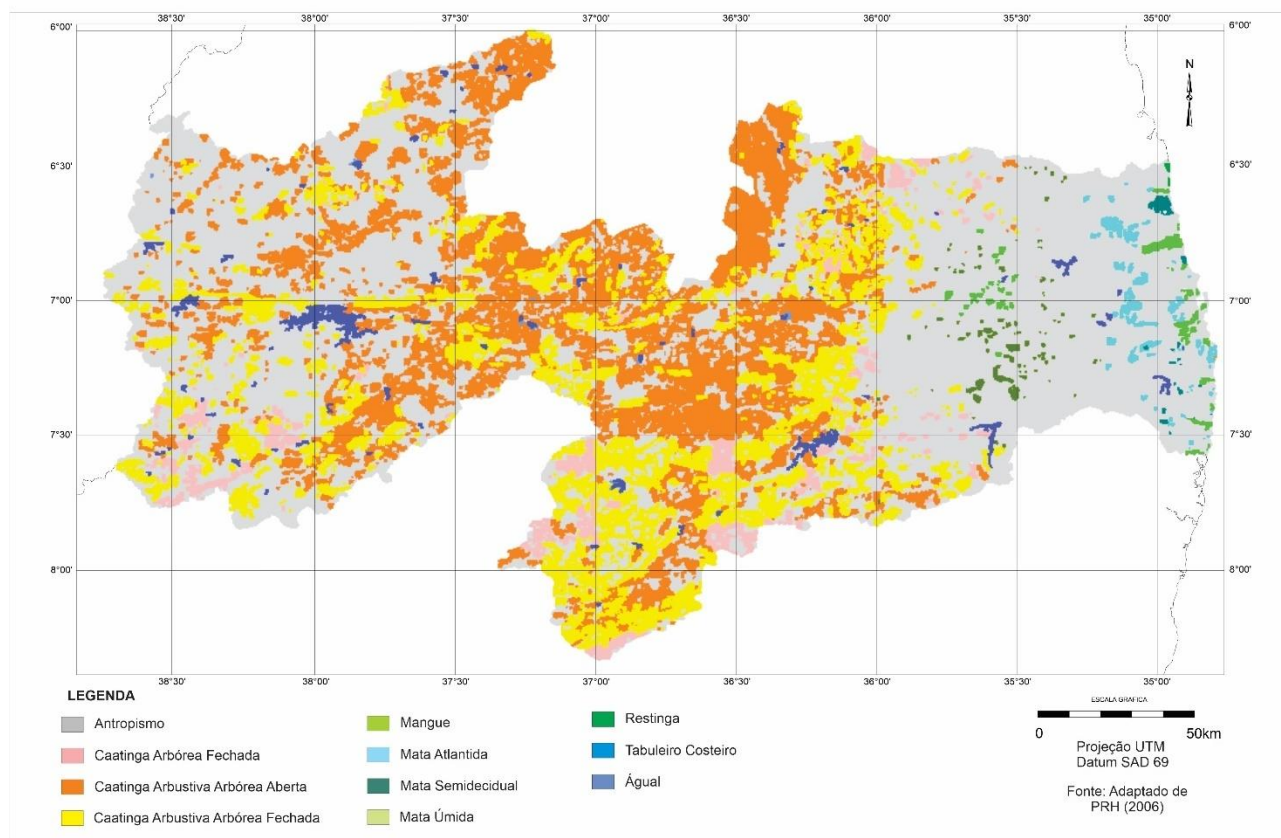 38°30' 38°00' 37°30' 37°00' 36°30' 36°00' 35°30' 35°00'
6°00' 6°00'
N
6°30' 6°30'
7°00' 7°00'
7°30' 7°30'
8°00' 8°00'
38°30' 38°00' 37°30' 37°00' 36°30' 36°00' 35°30' 35°00'
LEGENDA
Antropismo
Caatinga Arbórea Fechada
Caatinga Arbustiva Arbórea Aberta
Caatinga Arbustiva Arbórea Fechada
Mangue
Mata Atlantida
Mata Semidecidual
Mata Úmida
Restinga
Tabuleiro Costeiro
Águal
ESCALA GRAFICA
0 50km
Projeção UTM
Datum SAD 69
Fonte: Adaptado de
PRH (2006)